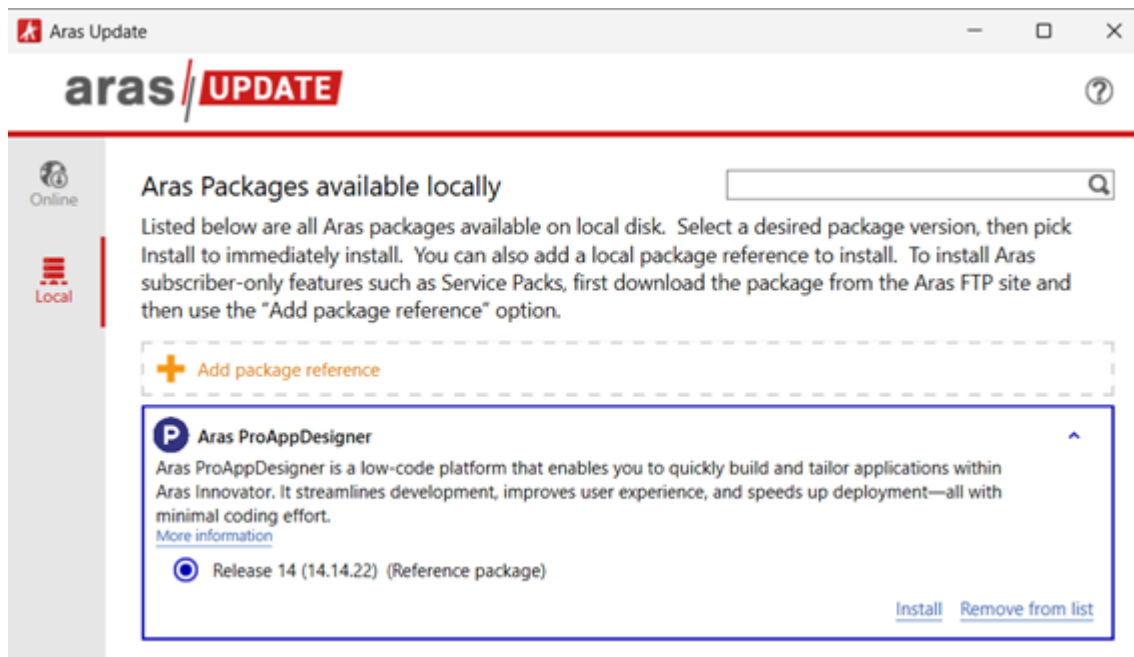 Aras Update
aras UPDATE
?
Online
Local
Aras Packages available locally
Listed below are all Aras packages available on local disk. Select a desired package version, then pick
Install to immediately install. You can also add a local package reference to install. To install Aras
subscriber-only features such as Service Packs, first download the package from the Aras FTP site and
then use the “Add package reference” option.
Add package reference
P Aras ProAppDesigner
Aras ProAppDesigner is a low-code platform that enables you to quickly build and tailor applications within
Aras Innovator. It streamlines development, improves user experience, and speeds up deployment—all with
minimal coding effort.
More information
Release 14 (14.14.22) (Reference package)
Install Remove from list